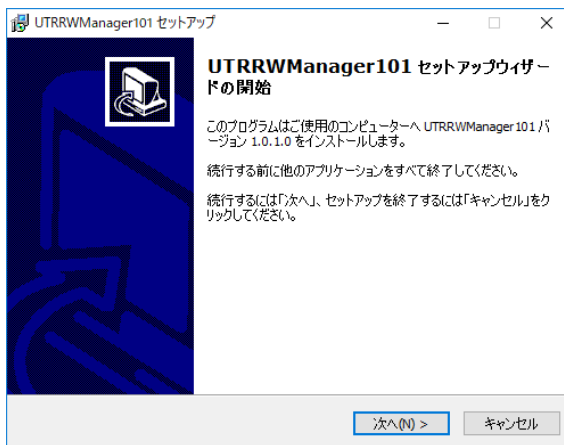 UTRRWManager101 セットアップ
UTRRWManager101 セットアップウィザー
ドの開始
このプログラムはご使用のコンピューターへ UTRRWManager101 バ
ージョン 1.0.1.0 をインストールします。
続行する前に他のアプリケーションをすべて終了してください。
続行するには「次へ」、セットアップを終了するには「キャンセル」をク
リックしてください。
次へ(N) >
キャンセル